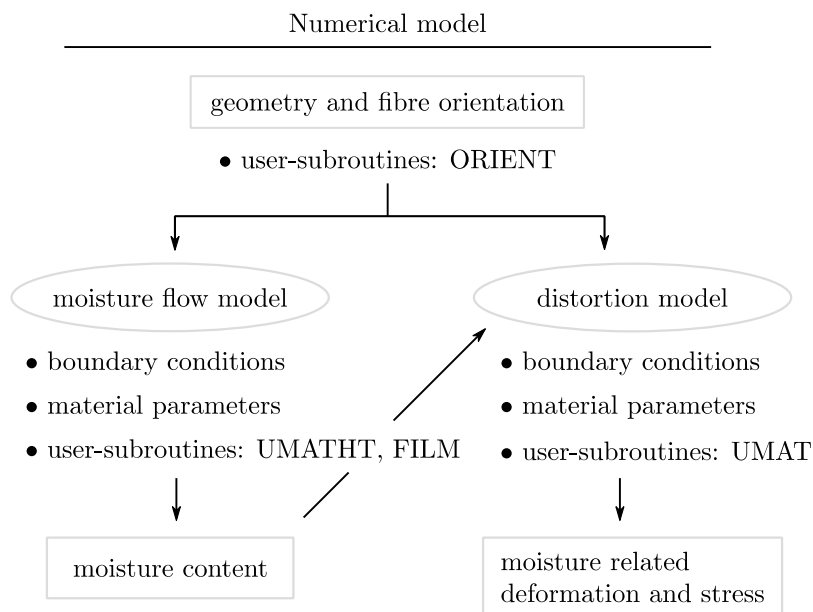 Numerical model
geometry and fibre orientation
• user-subroutines: ORIENT
moisture flow model
• boundary conditions
• material parameters
• user-subroutines: UMATHT, FILM
moisture content
distortion model
• boundary conditions
• material parameters
• user-subroutines: UMAT
moisture related
deformation and stress